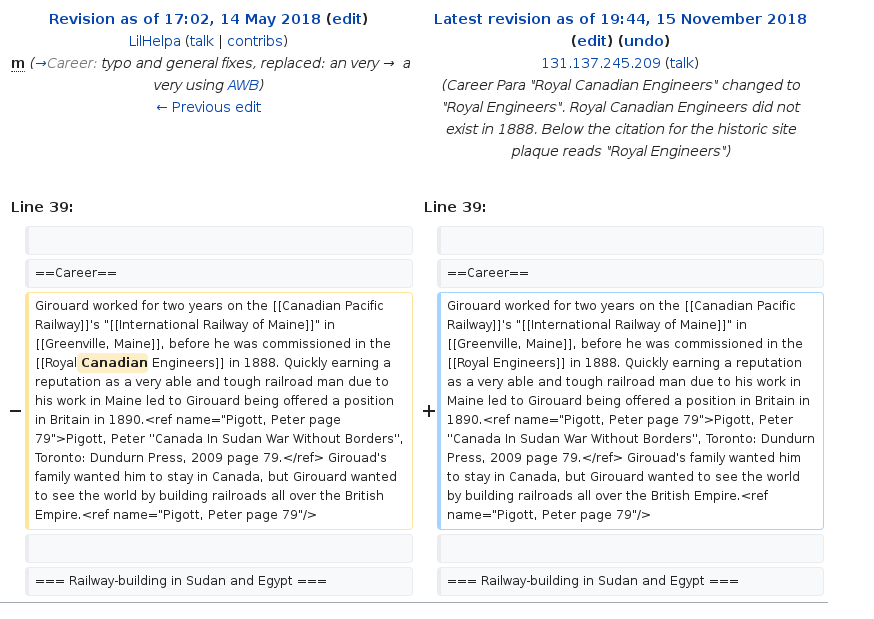 Revision as of 17:02, 14 May 2018 (edit)
LilHelpa (talk | contribs)
m (→Career: typo and general fixes, replaced: an very → a
very using AWB)
← Previous edit
Latest revision as of 19:44, 15 November 2018
(edit) (undo)
131.137.245.209 (talk)
(Career Para "Royal Canadian Engineers" changed to
"Royal Engineers". Royal Canadian Engineers did not
exist in 1888. Below the citation for the historic site
plaque reads "Royal Engineers")
Line 39:
==Career==
−
Girouard worked for two years on the [[Canadian Pacific
Railway]]'s "[[International Railway of Maine]]" in
[[Greenville, Maine]], before he was commissioned in the
[[Royal Canadian Engineers]] in 1888. Quickly earning a
reputation as a very able and tough railroad man due to
his work in Maine led to Girouard being offered a position
in Britain in 1890.<ref name="Pigott, Peter page
79">Pigott, Peter ''Canada In Sudan War Without Borders'',
Toronto: Dundurn Press, 2009 page 79.</ref> Girouad's
family wanted him to stay in Canada, but Girouard wanted
to see the world by building railroads all over the British
Empire.<ref name="Pigott, Peter page 79"/>
=== Railway-building in Sudan and Egypt ===
Line 39:
==Career==
+
Girouard worked for two years on the [[Canadian Pacific
Railway]]'s "[[International Railway of Maine]]" in
[[Greenville, Maine]], before he was commissioned in the
[[Royal Engineers]] in 1888. Quickly earning a reputation
as a very able and tough railroad man due to his work in
Maine led to Girouard being offered a position in Britain in
1890.<ref name="Pigott, Peter page 79">Pigott, Peter
''Canada In Sudan War Without Borders'', Toronto: Dundurn
Press, 2009 page 79.</ref> Girouad's family wanted him
to stay in Canada, but Girouard wanted to see the world
by building railroads all over the British Empire.<ref
name="Pigott, Peter page 79"/>
=== Railway-building in Sudan and Egypt ===